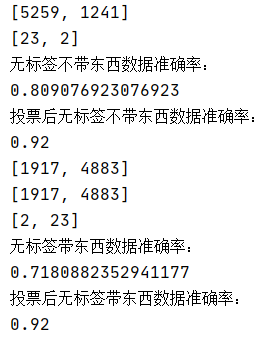 [5259, 1241]
[23, 2]
无标签不带东西数据准确率：
0.809076923076923
投票后无标签不带东西数据准确率：
0.92
[1917, 4883]
[1917, 4883]
[2, 23]
无标签带东西数据准确率：
0.7180882352941177
投票后无标签带东西数据准确率：
0.92